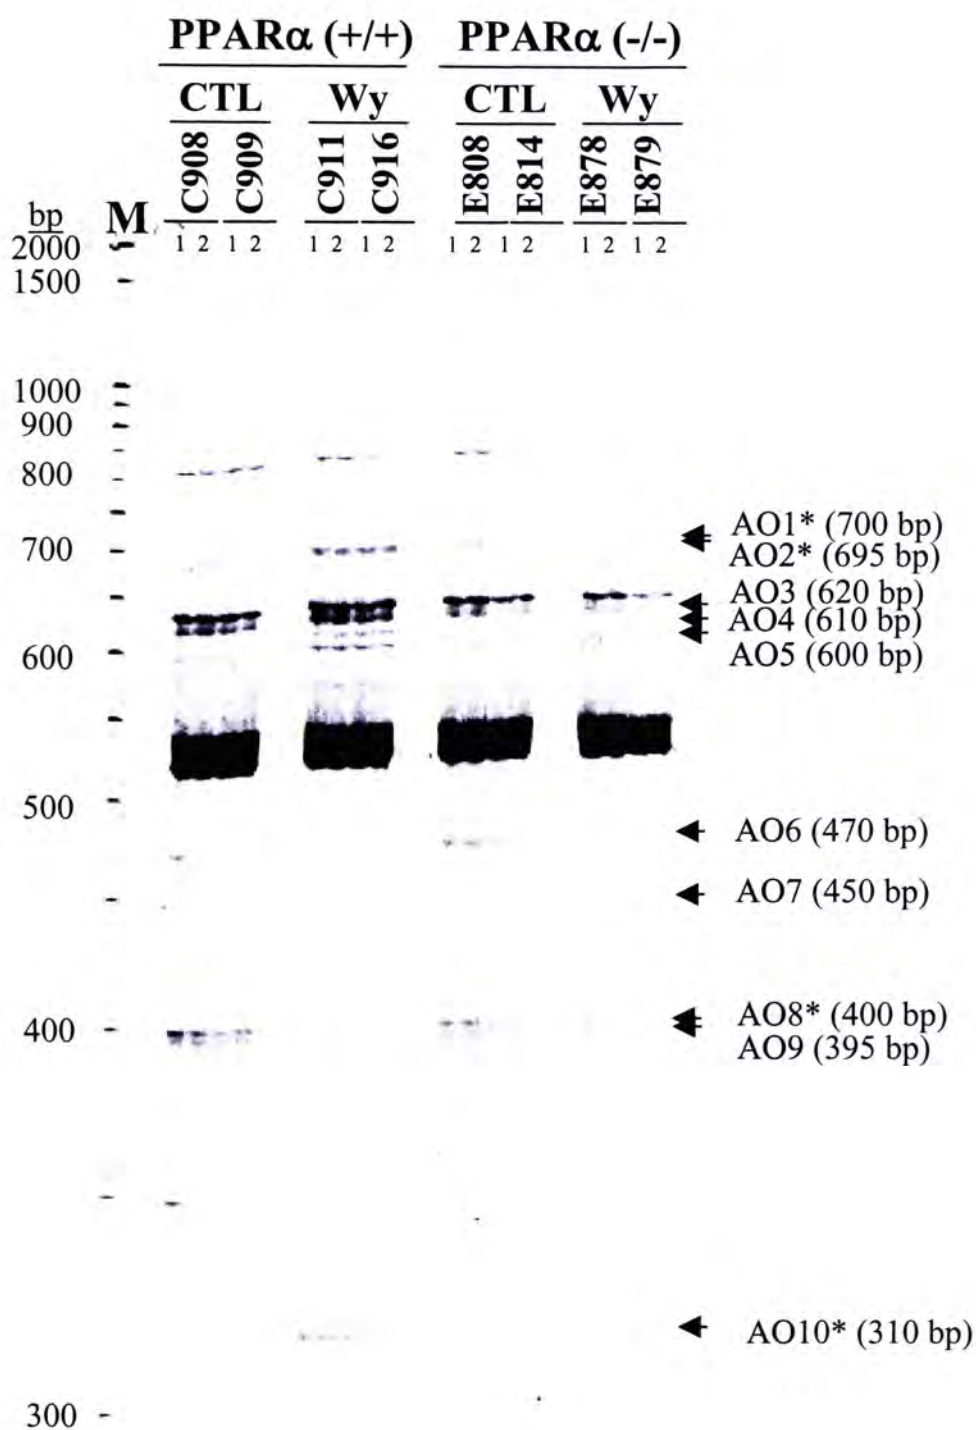 PPARα (+/+) PPARα (-/-)
CTL Wy CTL Wy
C908 C909 C911 C916 E808 E814 E878 E879
bp M
1 2 1 2 1 2 1 2 1 2 1 2 1 2 1 2
2000
1500
1000
900
800
700
600
500
400
300
AO1* (700 bp)
AO2* (695 bp)
AO3 (620 bp)
AO4 (610 bp)
AO5 (600 bp)
AO6 (470 bp)
AO7 (450 bp)
AO8* (400 bp)
AO9 (395 bp)
AO10* (310 bp)